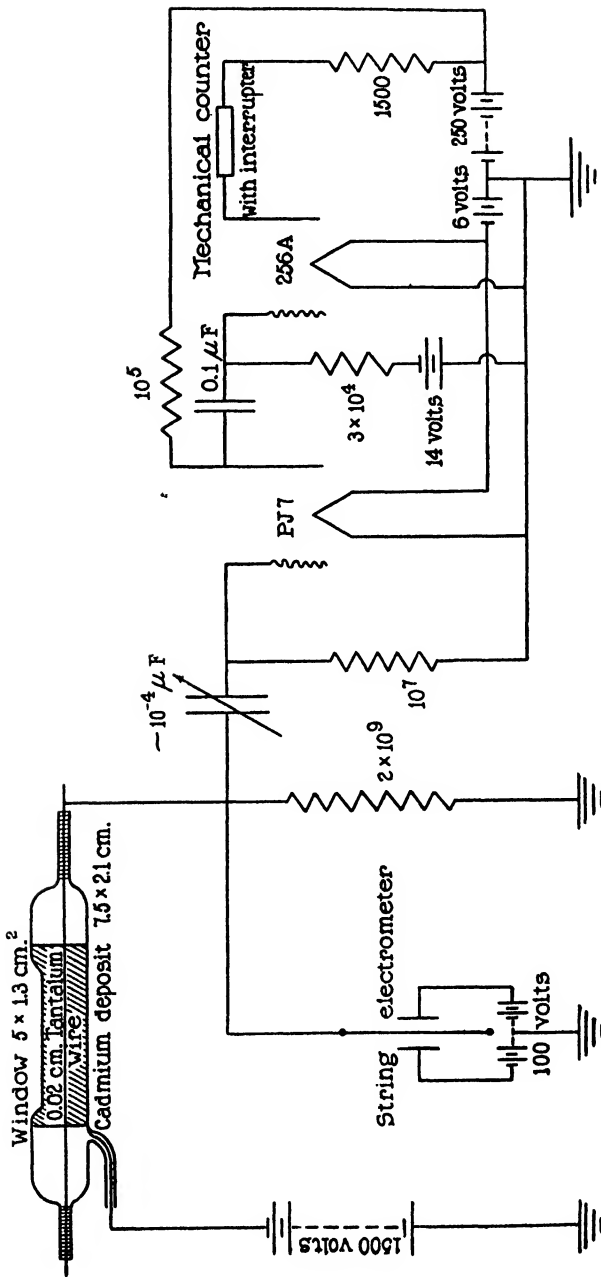 Window 5 × 1.3 cm.²
0.02 cm. Tantalum
wire
Cadmium deposit 7.5 × 2.1 cm.
1500 volts
String electrometer
100 volts
2 × 10⁹
~10⁻⁴ μF
10⁷
PJ7
10⁵
0.1 μF
3 × 10⁴
14 volts
256A
Mechanical counter
with interrupter
1500
6 volts
250 volts